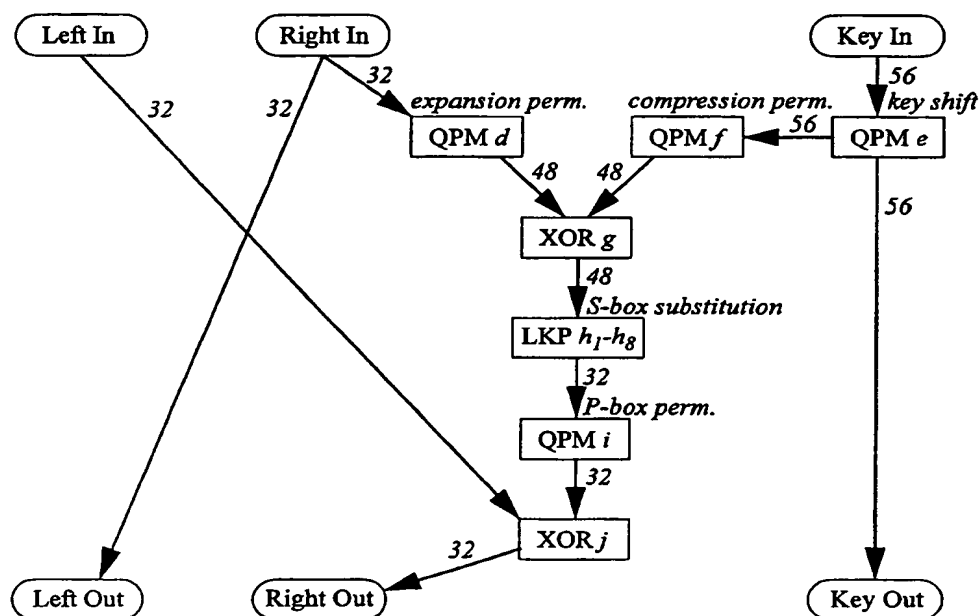 Left In
Right In
Key In
32
32
32
56
expansion perm.
compression perm.
key shift
QPM d
QPM f
56
QPM e
48
48
56
XOR g
48
S-box substitution
LKP h1-h8
32
P-box perm.
QPM i
32
XOR j
32
Left Out
Right Out
Key Out